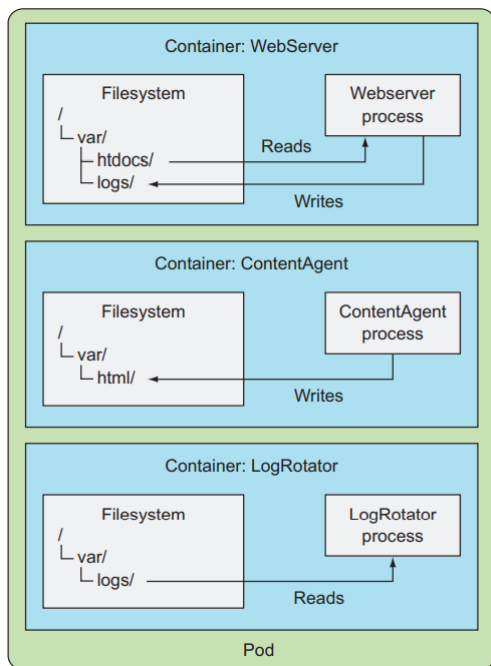 Container: WebServer
Filesystem
/
var/
htdocs/
logs/
Webserver
process
Reads
Writes
Container: ContentAgent
Filesystem
/
var/
html/
ContentAgent
process
Writes
Container: LogRotator
Filesystem
/
var/
logs/
LogRotator
process
Reads
Pod